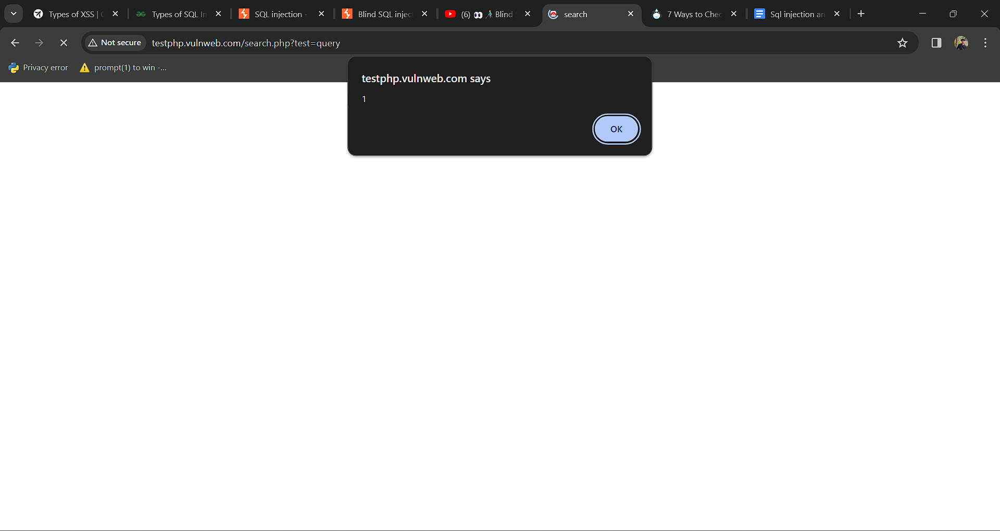 Types of XSS |
Types of SQL In
SQL injection -
Blind SQL injec
(6) 👀 🚶 Blind
search
7 Ways to Chec
Sql injection an
Not secure
testphp.vulnweb.com/search.php?test=query
Privacy error
prompt(1) to win -...
testphp.vulnweb.com says
1
OK